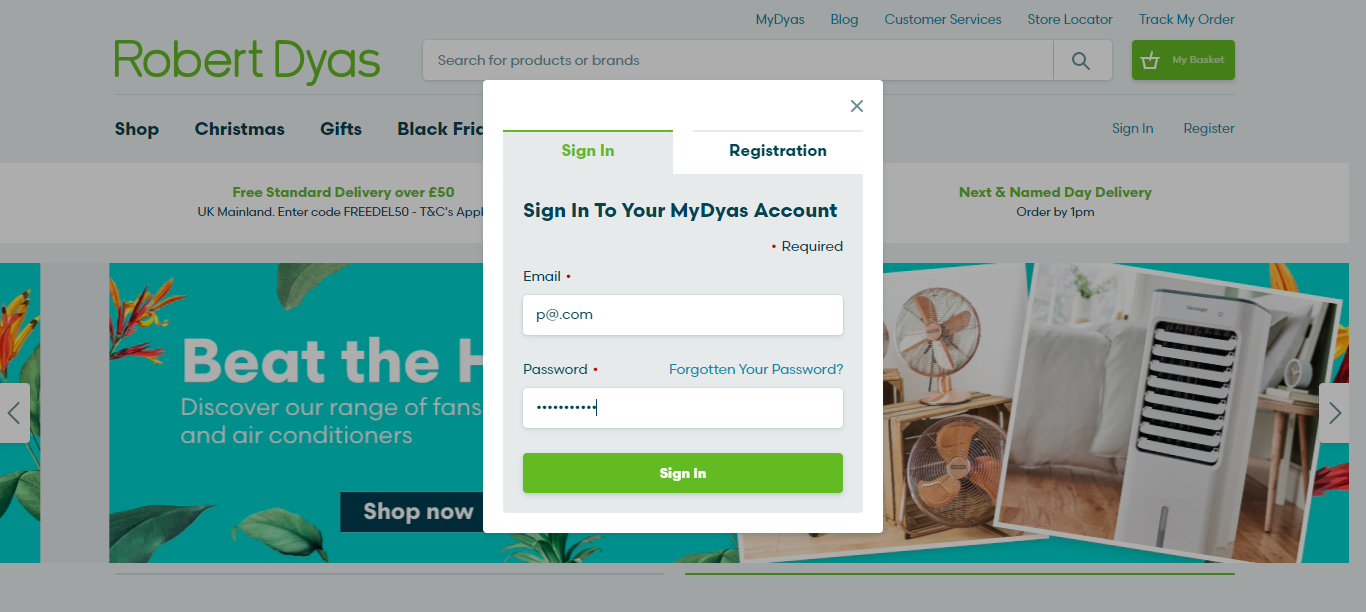 MyDyas Blog Customer Services Store Locator Track My Order
Robert Dyas
Search for products or brands
My Basket
Shop Christmas Gifts Black
Sign In Register
Sign In Registration
Free Standard Delivery over £50
UK Mainland. Enter code FREEDEL50 - T&C's
Next & Named Day Delivery
Order by 1pm
Sign In To Your MyDyas Account
• Required
Email •
p@.com
Password • Forgotten Your Password?
•••••••••••
Sign In
Beat the
Discover our range of fans
and air conditioners
Shop now